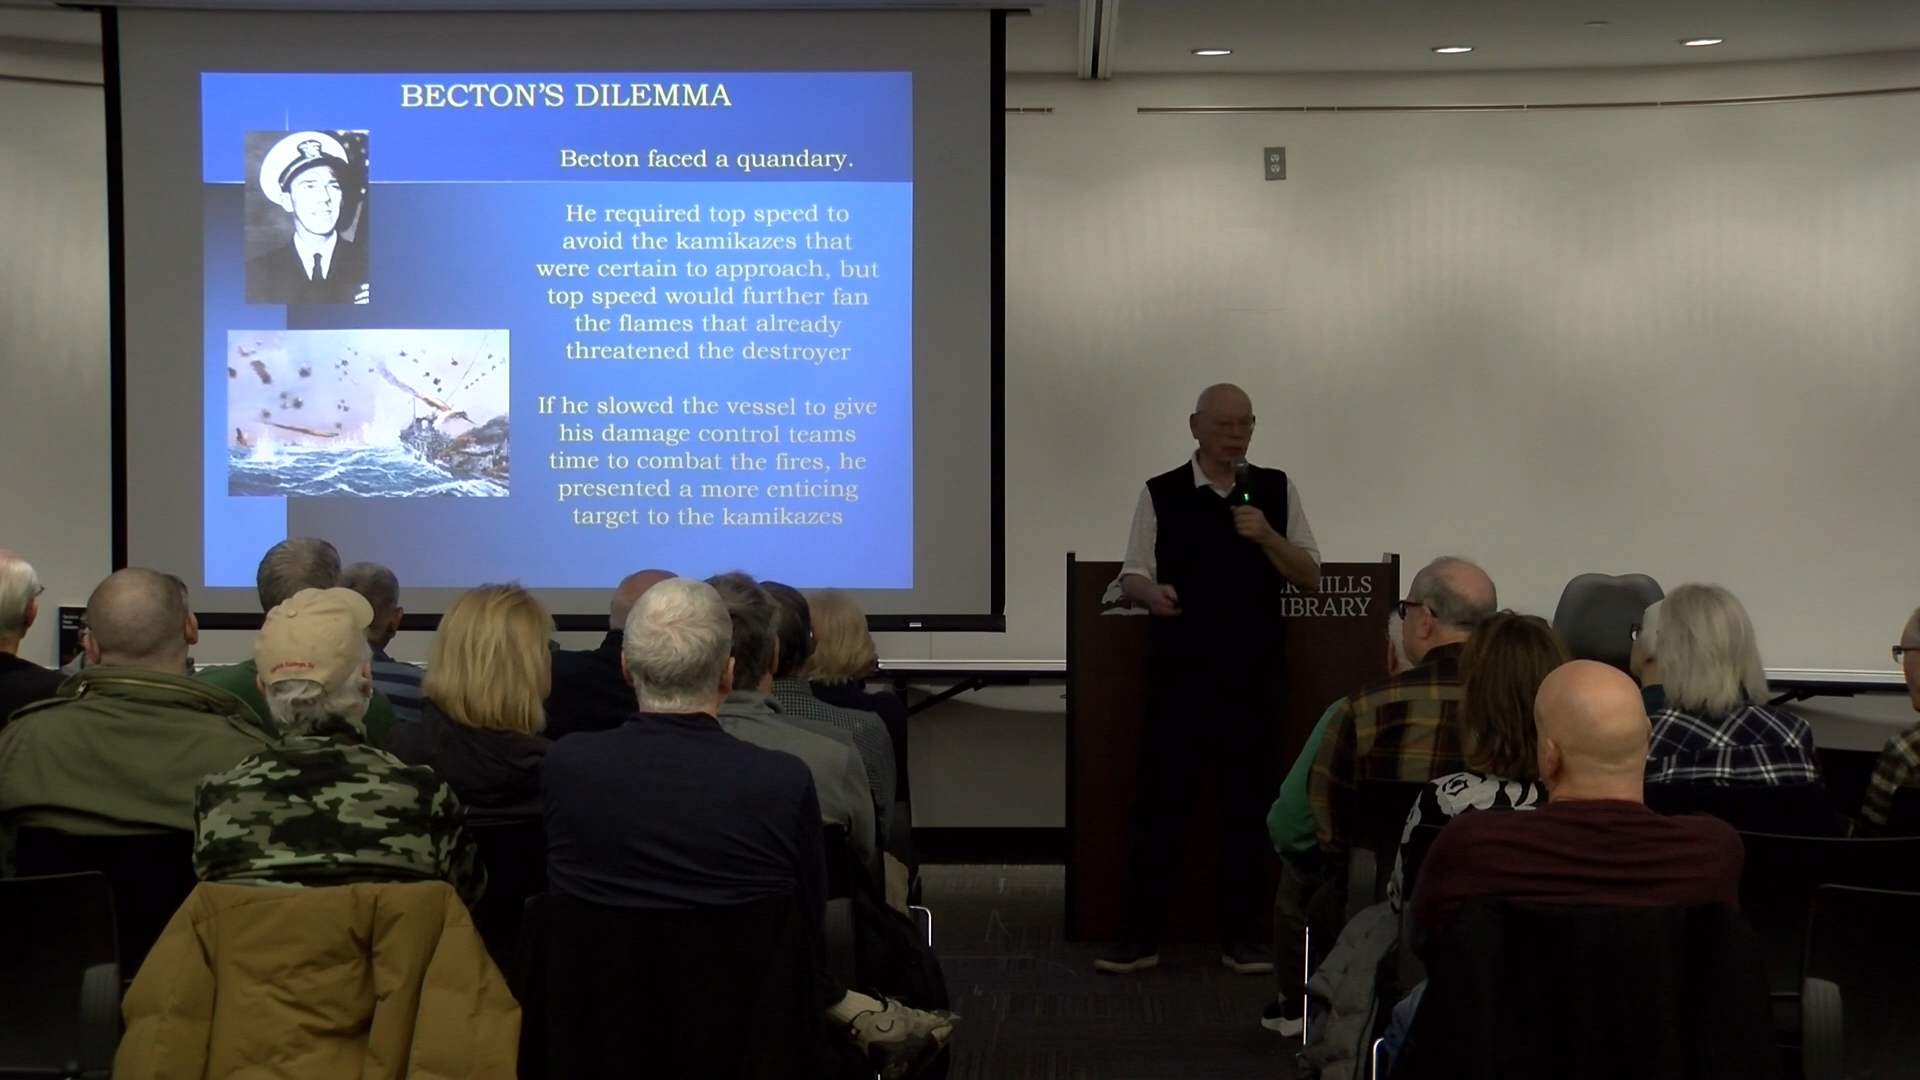 BECTON'S DILEMMA
Becton faced a quandary.
He required top speed to
avoid the kamikazes that
were certain to approach, but
top speed would further fan
the flames that already
threatened the destroyer
If he slowed the vessel to give
his damage control teams
time to combat the fires, he
presented a more enticing
target to the kamikazes
HILLS
IBRARY